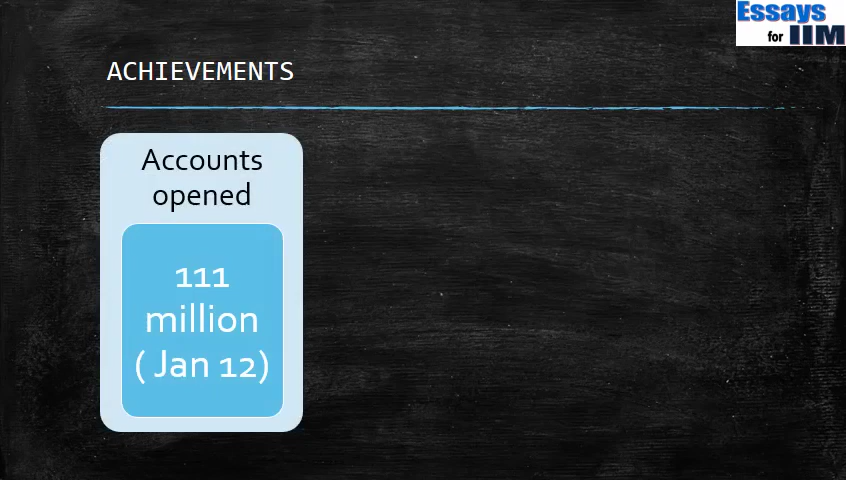 Essays
for IIM
ACHIEVEMENTS
Accounts
opened
111
million
( Jan 12)